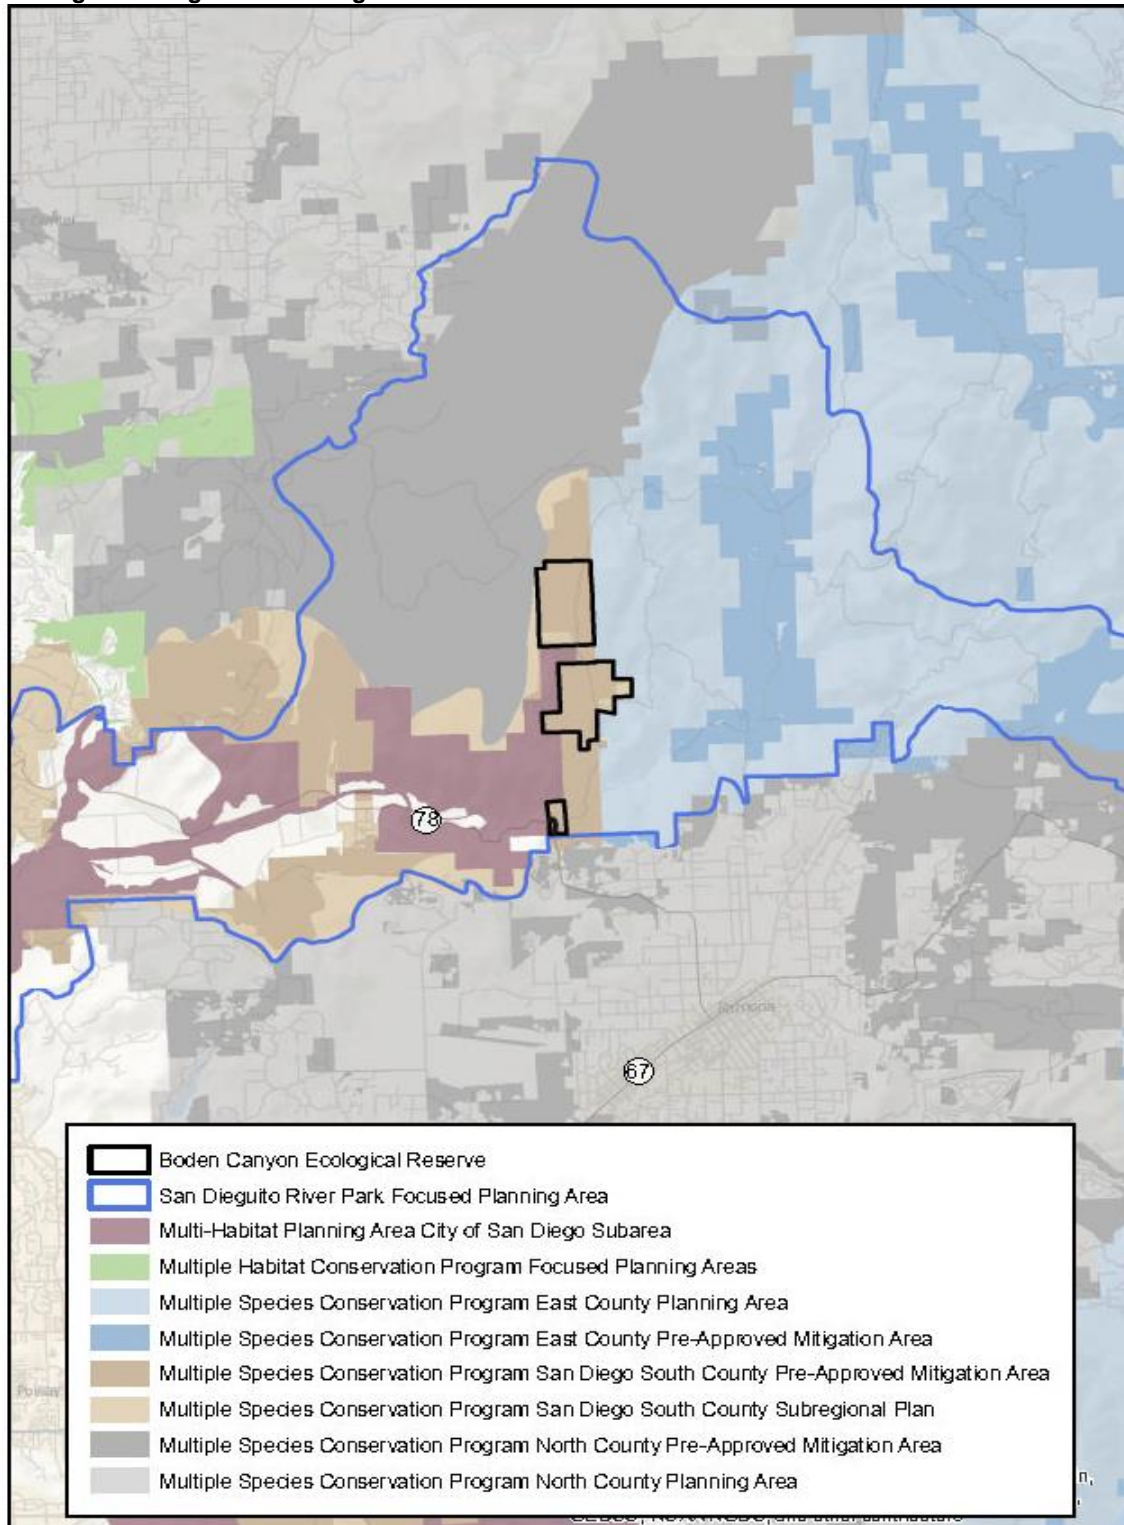 78
Ramona
67
Boden Canyon Ecological Reserve
San Dieguito River Park Focused Planning Area
Multi-Habitat Planning Area City of San Diego Subarea
Multiple Habitat Conservation Program Focused Planning Areas
Multiple Species Conservation Program East County Planning Area
Multiple Species Conservation Program East County Pre-Approved Mitigation Area
Multiple Species Conservation Program San Diego South County Pre-Approved Mitigation Area
Poway
Multiple Species Conservation Program San Diego South County Subregional Plan
Multiple Species Conservation Program North County Pre-Approved Mitigation Area
Multiple Species Conservation Program North County Planning Area
n,